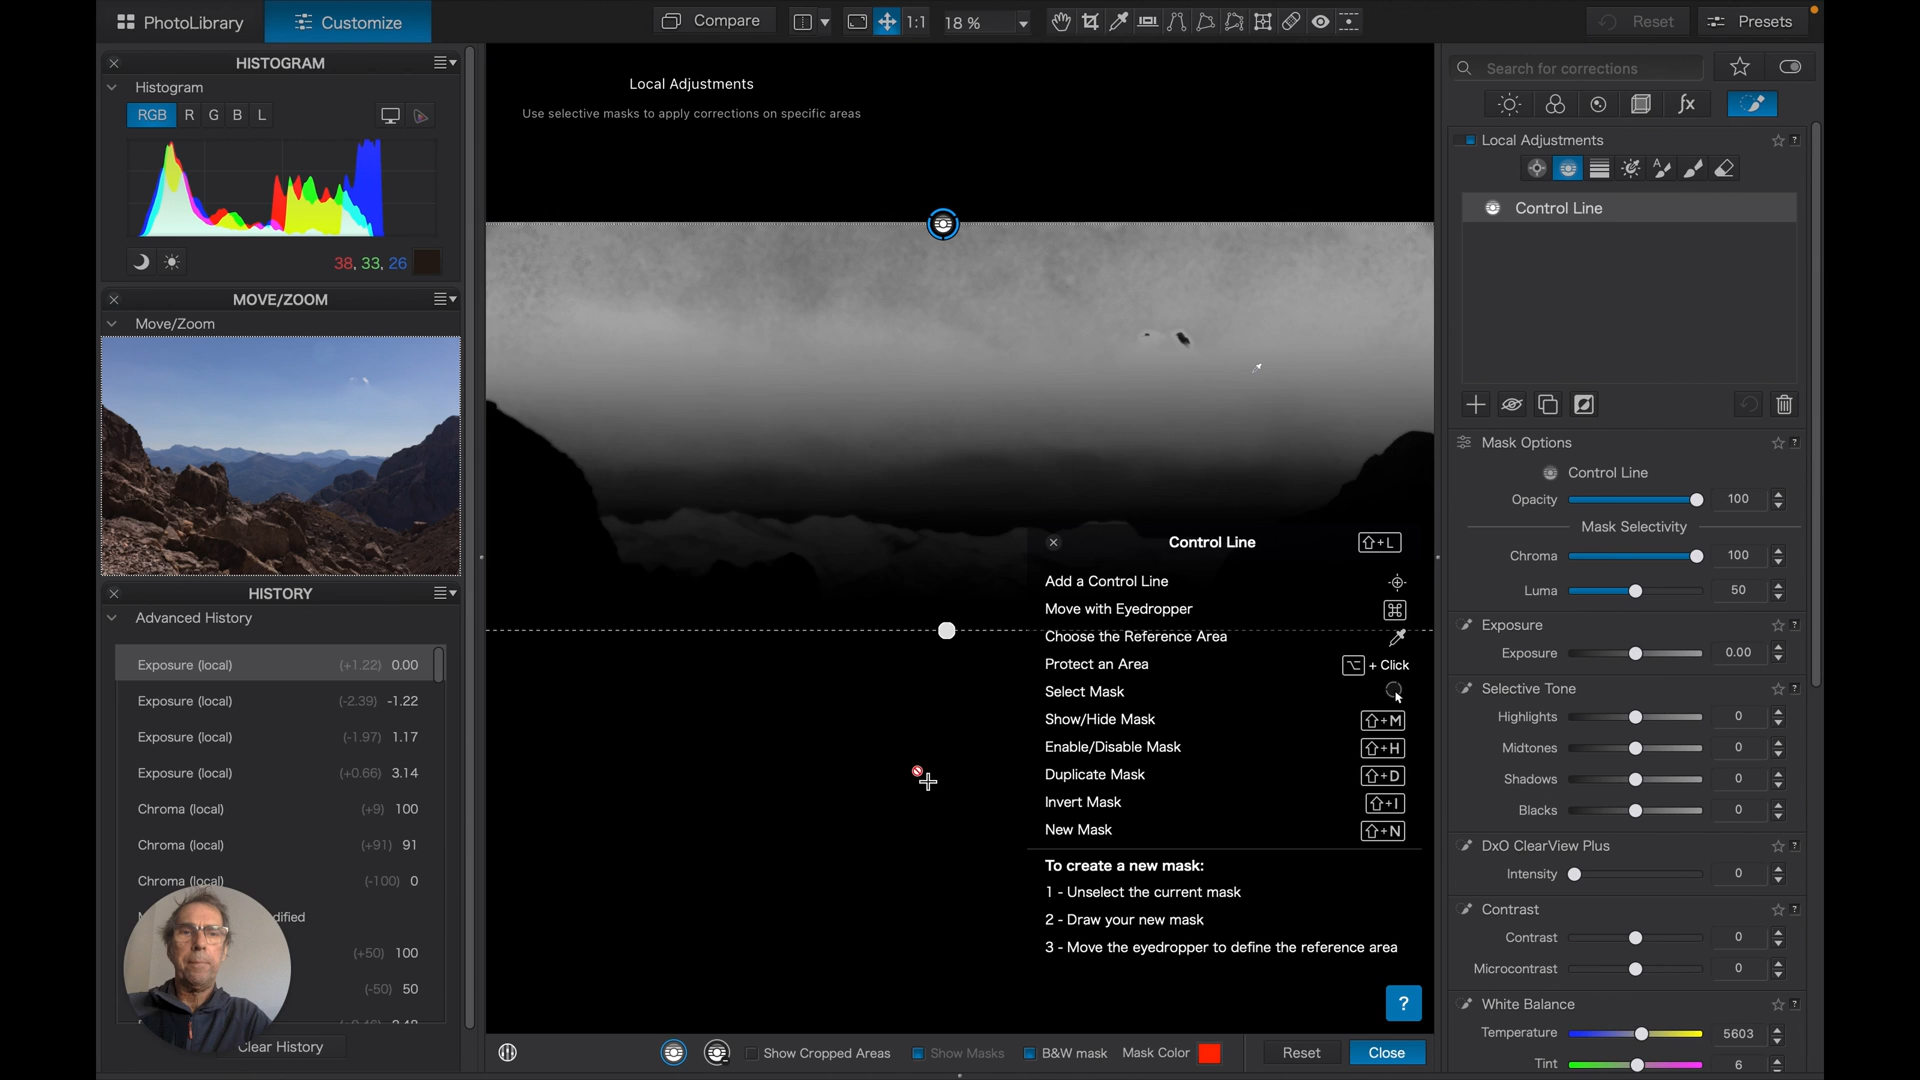 PhotoLibrary
Customize
Compare
1:1
18 %
Reset
Presets
HISTOGRAM
Histogram
RGB R G B L
38, 33, 26
MOVE/ZOOM
Move/Zoom
HISTORY
Advanced History
Exposure (local) (+1.22) 0.00
Exposure (local) (-2.39) -1.22
Exposure (local) (-1.97) 1.17
Exposure (local) (+0.66) 3.14
Chroma (local) (+9) 100
Chroma (local) (+91) 91
Chroma (local) (-100) 0
(+50) 100
(-50) 50
Clear History
Local Adjustments
Use selective masks to apply corrections on specific areas
Control Line ⇧+L
Add a Control Line
Move with Eyedropper ⌘
Choose the Reference Area
Protect an Area ⌥ + Click
Select Mask
Show/Hide Mask ⇧+M
Enable/Disable Mask ⇧+H
Duplicate Mask ⇧+D
Invert Mask ⇧+I
New Mask ⇧+N
To create a new mask:
1 - Unselect the current mask
2 - Draw your new mask
3 - Move the eyedropper to define the reference area
?
Show Cropped Areas
Show Masks
B&W mask
Mask Color
Reset
Close
Search for corrections
fx
Local Adjustments ?
Control Line
Mask Options ?
Control Line
Opacity 100
Mask Selectivity
Chroma 100
Luma 50
Exposure ?
Exposure 0.00
Selective Tone ?
Highlights 0
Midtones 0
Shadows 0
Blacks 0
DxO ClearView Plus ?
Intensity 0
Contrast ?
Contrast 0
Microcontrast 0
White Balance ?
Temperature 5603
Tint 6